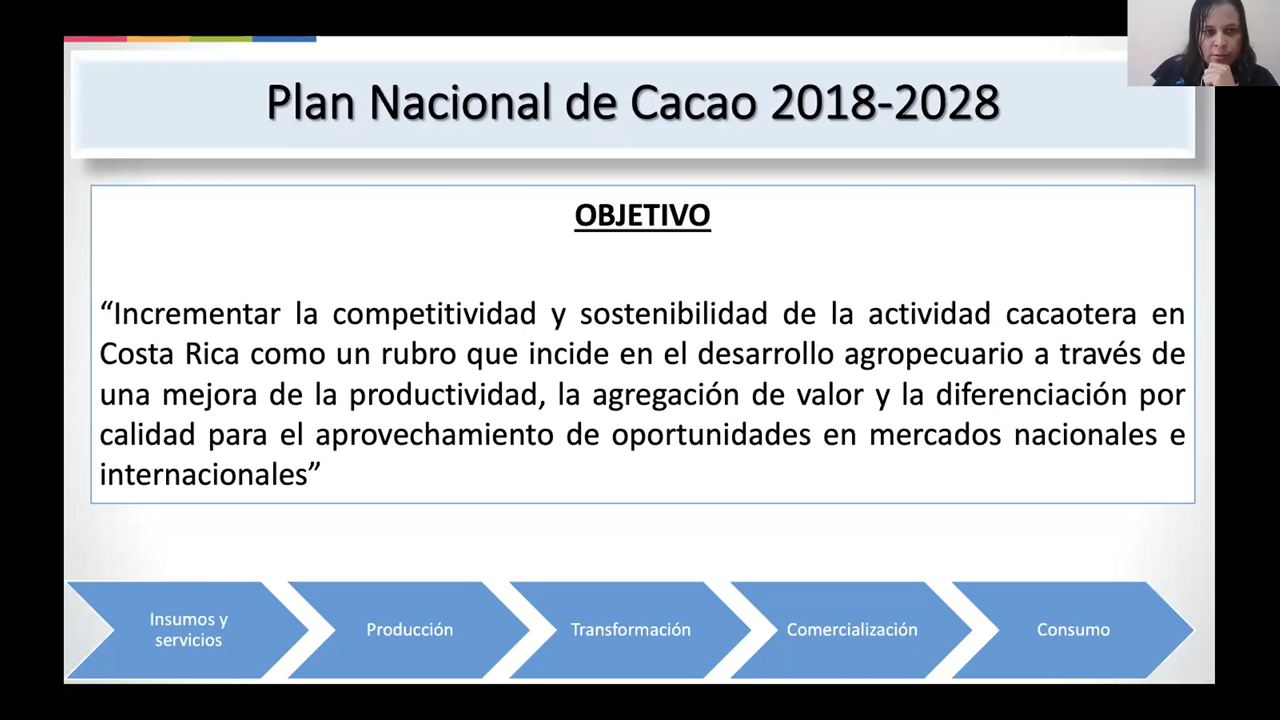 Plan Nacional de Cacao 2018-2028
OBJETIVO
“Incrementar la competitividad y sostenibilidad de la actividad cacaotera en
Costa Rica como un rubro que incide en el desarrollo agropecuario a través de
una mejora de la productividad, la agregación de valor y la diferenciación por
calidad para el aprovechamiento de oportunidades en mercados nacionales e
internacionales”
Insumos y
servicios
Producción
Transformación
Comercialización
Consumo